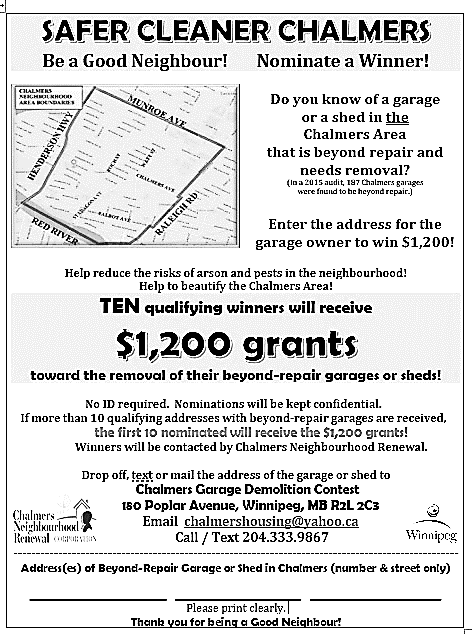 SAFER CLEANER CHALMERS
Be a Good Neighbour! Nominate a Winner!
CHALMERS
NEIGHBOURHOOD
AREA BOUNDARIES
MUNROE AVE
HENDERSON HWY
CHALMERS AVE
TALBOT AVE
RALEIGH RD
RED RIVER
Do you know of a garage
or a shed in the
Chalmers Area
that is beyond repair and
needs removal?
(In a 2015 audit, 187 Chalmers garages
were found to be beyond repair.)
Enter the address for the
garage owner to win $1,200!
Help reduce the risks of arson and pests in the neighbourhood!
Help to beautify the Chalmers Area!
TEN qualifying winners will receive
$1,200 grants
toward the removal of their beyond-repair garages or sheds!
No ID required. Nominations will be kept confidential.
If more than 10 qualifying addresses with beyond-repair garages are received,
the first 10 nominated will receive the $1,200 grants!
Winners will be contacted by Chalmers Neighbourhood Renewal.
Drop off, text or mail the address of the garage or shed to
Chalmers Garage Demolition Contest
180 Poplar Avenue, Winnipeg, MB R2L 2C3
Email chalmershousing@yahoo.ca
Call / Text 204.333.9867
Chalmers
Neighbourhood
Renewal CORPORATION
Winnipeg
Address(es) of Beyond-Repair Garage or Shed in Chalmers (number & street only)
Please print clearly.
Thank you for being a Good Neighbour!